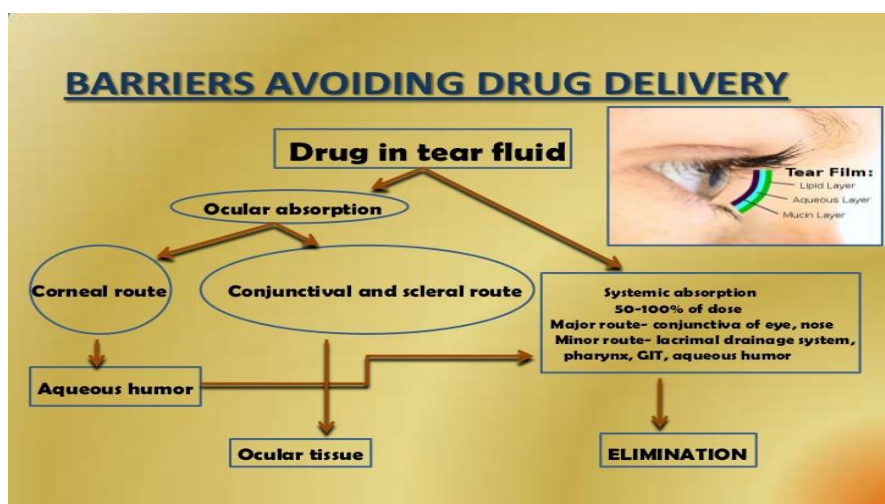 BARRIERS AVOIDING DRUG DELIVERY
Drug in tear fluid
Tear Film:
Lipid Layer
Aqueous Layer
Mucin Layer
Ocular absorption
Corneal route
Conjunctival and scleral route
Systemic absorption
50-100% of dose
Major route- conjunctiva of eye, nose
Minor route- lacrimal drainage system,
pharynx, GIT, aqueous humor
Aqueous humor
Ocular tissue
ELIMINATION